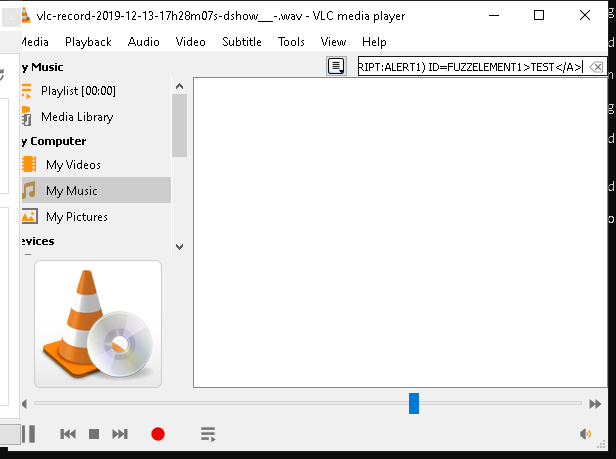 vlc-record-2019-12-13-17h28m07s-dshow___-.wav - VLC media player
Media Playback Audio Video Subtitle Tools View Help
y Music
RIPT:ALERT1) ID=FUZZELEMENT1>TEST</A>
Playlist [00:00]
Media Library
y Computer
My Videos
My Music
My Pictures
evices